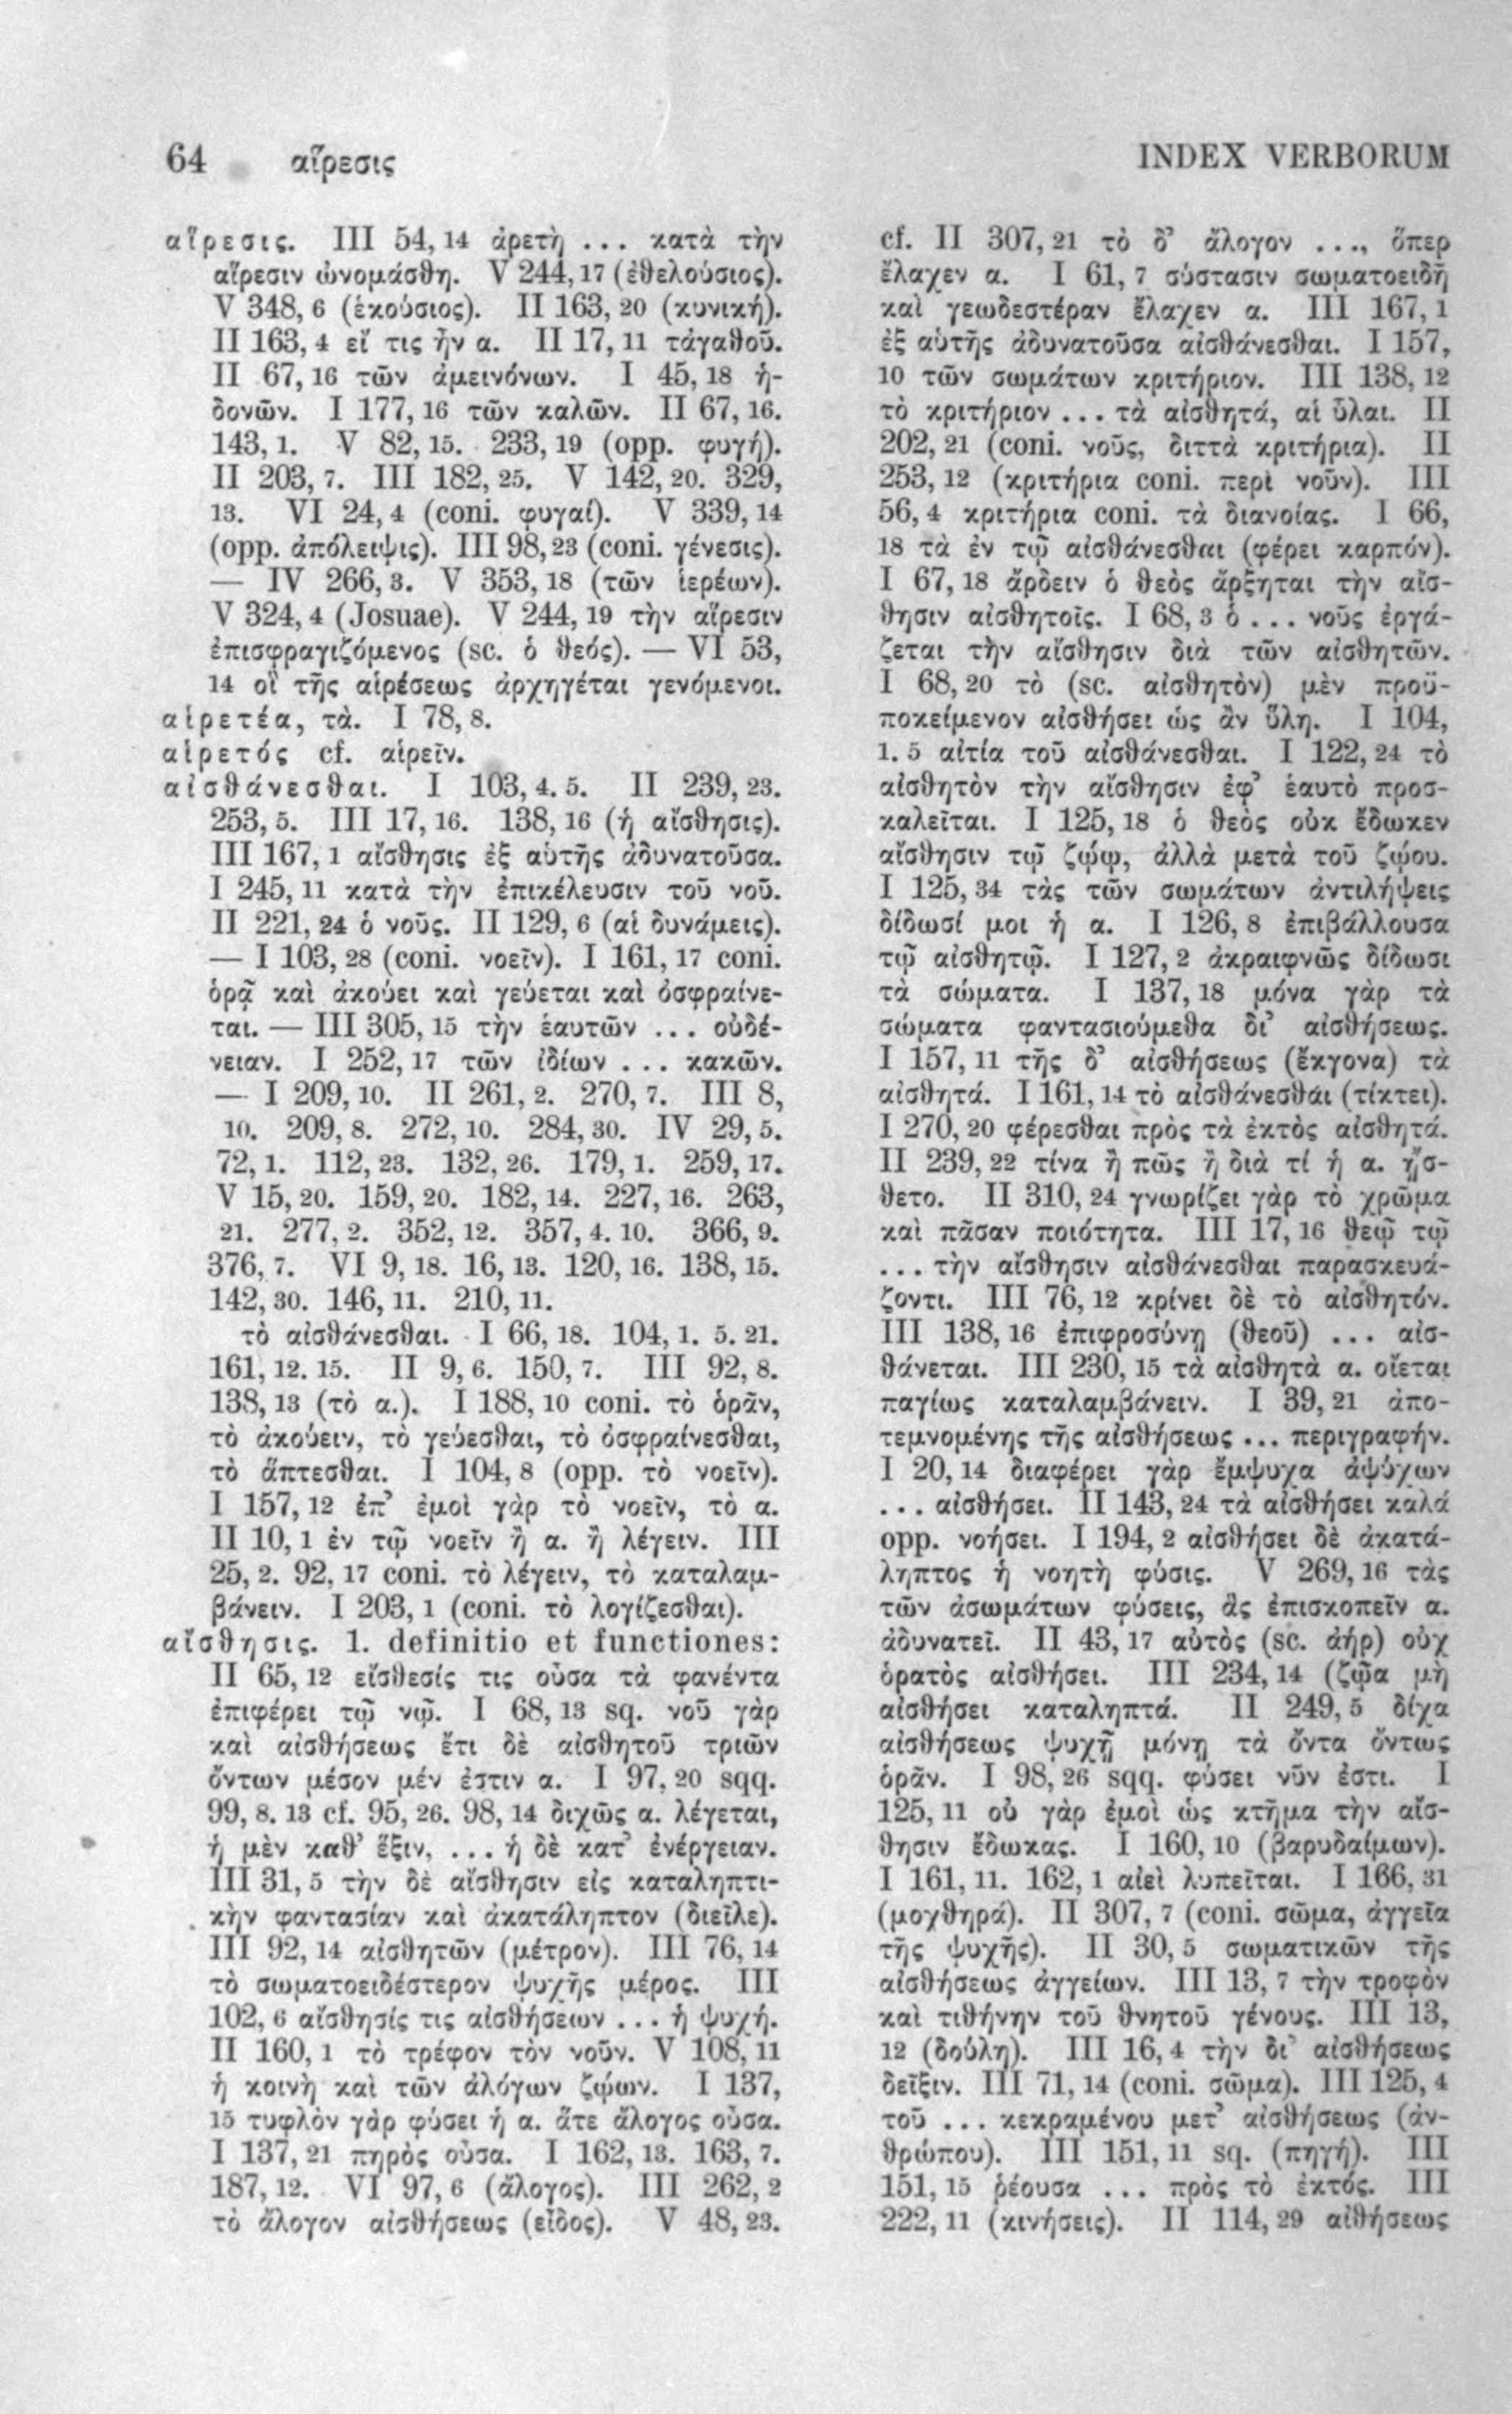 64 αἵρεσις INDEX VERBORUM
αἵρεσις. III 54, 14 ἀρετὴ ... κατὰ τὴν
αἵρεσιν ὠνομάσθη. V 244, 17 (ἐθελούσιος).
V 348, 6 (ἑκούσιος). II 163, 20 (κυνική).
II 163, 4 εἴ τις ἦν α. II 17, 11 τἀγαθοῦ.
II 67, 16 τῶν ἀμεινόνων. I 45, 18 ἡ-
δονῶν. I 177, 16 τῶν καλῶν. II 67, 16.
143, 1. V 82, 15. 233, 19 (opp. φυγή).
II 203, 7. III 182, 25. V 142, 20. 329,
13. VI 24, 4 (coni. φυγαί). V 339, 14
(opp. ἀπόλειψις). III 98, 23 (coni. γένεσις).
— IV 266, 3. V 353, 18 (τῶν ἱερέων).
V 324, 4 (Josuae). V 244, 19 τὴν αἵρεσιν
ἐπισφραγιζόμενος (sc. ὁ θεός). — VI 53,
14 οἳ τῆς αἱρέσεως ἀρχηγέται γενόμενοι.
αἱρετέα, τὰ. I 78, 8.
αἱρετός cf. αἱρεῖν.
αἰσθάνεσθαι. I 103, 4. 5. II 239, 23.
253, 5. III 17, 16. 138, 16 (ἡ αἴσθησις).
III 167, 1 αἴσθησις ἐξ αὑτῆς ἀδυνατοῦσα.
I 245, 11 κατὰ τὴν ἐπικέλευσιν τοῦ νοῦ.
II 221, 24 ὁ νοῦς. II 129, 6 (αἱ δυνάμεις).
— I 103, 28 (coni. νοεῖν). I 161, 17 coni.
ὁρᾷ καὶ ἀκούει καὶ γεύεται καὶ ὀσφραίνε-
ται. — III 305, 15 τὴν ἑαυτῶν ... οὐδέ-
νειαν. I 252, 17 τῶν ἰδίων ... κακῶν.
— I 209, 10. II 261, 2. 270, 7. III 8,
10. 209, 8. 272, 10. 284, 30. IV 29, 5.
72, 1. 112, 23. 132, 26. 179, 1. 259, 17.
V 15, 20. 159, 20. 182, 14. 227, 16. 263,
21. 277, 2. 352, 12. 357, 4. 10. 366, 9.
376, 7. VI 9, 18. 16, 13. 120, 16. 138, 15.
142, 30. 146, 11. 210, 11.
τὸ αἰσθάνεσθαι. I 66, 18. 104, 1. 5. 21.
161, 12. 15. II 9, 6. 150, 7. III 92, 8.
138, 13 (τὸ α.). I 188, 10 coni. τὸ ὁρᾶν,
τὸ ἀκούειν, τὸ γεύεσθαι, τὸ ὀσφραίνεσθαι,
τὸ ἅπτεσθαι. I 104, 8 (opp. τὸ νοεῖν).
I 157, 12 ἐπ’ ἐμοὶ γὰρ τὸ νοεῖν, τὸ α.
II 10, 1 ἐν τῷ νοεῖν ἢ α. ἢ λέγειν. III
25, 2. 92, 17 coni. τὸ λέγειν, τὸ καταλαμ-
βάνειν. I 203, 1 (coni. τὸ λογίζεσθαι).
αἴσθησις. 1. definitio et functiones:
II 65, 12 εἴσθεσίς τις οὖσα τὰ φανέντα
ἐπιφέρει τῷ νῷ. I 68, 13 sq. νοῦ γὰρ
καὶ αἰσθήσεως ἔτι δὲ αἰσθητοῦ τριῶν
ὄντων μέσον μέν ἐστιν α. I 97, 20 sqq.
99, 8. 13 cf. 95, 26. 98, 14 διχῶς α. λέγεται,
ἡ μὲν καθ’ ἕξιν, ... ἡ δὲ κατ’ ἐνέργειαν.
III 31, 5 τὴν δὲ αἴσθησιν εἰς καταληπτι-
κὴν φαντασίαν καὶ ἀκατάληπτον (διεῖλε).
III 92, 14 αἰσθητῶν (μέτρον). III 76, 14
τὸ σωματοειδέστερον ψυχῆς μέρος. III
102, 6 αἴσθησίς τις αἰσθήσεων ... ἡ ψυχή.
II 160, 1 τὸ τρέφον τὸν νοῦν. V 108, 11
ἡ κοινὴ καὶ τῶν ἀλόγων ζῴων. I 137,
15 τυφλὸν γὰρ φύσει ἡ α. ἅτε ἄλογος οὖσα.
I 137, 21 πηρὸς οὖσα. I 162, 13. 163, 7.
187, 12. VI 97, 6 (ἄλογος). III 262, 2
τὸ ἄλογον αἰσθήσεως (εἶδος). V 48, 23.
cf. II 307, 21 τὸ δ’ ἄλογον ..., ὅπερ
ἔλαχεν α. I 61, 7 σύστασιν σωματοειδῆ
καὶ γεωδεστέραν ἔλαχεν α. III 167, 1
ἐξ αὑτῆς ἀδυνατοῦσα αἰσθάνεσθαι. I 157,
10 τῶν σωμάτων κριτήριον. III 138, 12
τὸ κριτήριον ... τὰ αἰσθητά, αἱ ὗλαι. II
202, 21 (coni. νοῦς, διττὰ κριτήρια). II
253, 12 (κριτήρια coni. περὶ νοῦν). III
56, 4 κριτήρια coni. τὰ διανοίας. I 66,
18 τὰ ἐν τῷ αἰσθάνεσθαι (φέρει καρπόν).
I 67, 18 ἄρδειν ὁ θεὸς ἄρξηται τὴν αἴσ-
θησιν αἰσθητοῖς. I 68, 3 ὁ ... νοῦς ἐργά-
ζεται τὴν αἴσθησιν διὰ τῶν αἰσθητῶν.
I 68, 20 τὸ (sc. αἰσθητὸν) μὲν προϋ-
ποκείμενον αἰσθήσει ὡς ἂν ὕλη. I 104,
1. 5 αἰτία τοῦ αἰσθάνεσθαι. I 122, 24 τὸ
αἰσθητὸν τὴν αἴσθησιν ἐφ’ ἑαυτὸ προσ-
καλεῖται. I 125, 18 ὁ θεὸς οὐκ ἔδωκεν
αἴσθησιν τῷ ζῴῳ, ἀλλὰ μετὰ τοῦ ζῴου.
I 125, 34 τὰς τῶν σωμάτων ἀντιλήψεις
δίδωσί μοι ἡ α. I 126, 8 ἐπιβάλλουσα
τῷ αἰσθητῷ. I 127, 2 ἀκραιφνῶς δίδωσι
τὰ σώματα. I 137, 18 μόνα γὰρ τὰ
σώματα φαντασιούμεθα δι’ αἰσθήσεως.
I 157, 11 τῆς δ’ αἰσθήσεως (ἔκγονα) τὰ
αἰσθητά. I 161, 14 τὸ αἰσθάνεσθαι (τίκτει).
I 270, 20 φέρεσθαι πρὸς τὰ ἐκτὸς αἰσθητά.
II 239, 22 τίνα ἢ πῶς ἢ διὰ τί ἡ α. ᾔσ-
θετο. II 310, 24 γνωρίζει γὰρ τὸ χρῶμα
καὶ πᾶσαν ποιότητα. III 17, 16 θεῷ τῷ
... τὴν αἴσθησιν αἰσθάνεσθαι παρασκευά-
ζοντι. III 76, 12 κρίνει δὲ τὸ αἰσθητόν.
III 138, 16 ἐπιφροσύνῃ (θεοῦ) ... αἰσ-
θάνεται. III 230, 15 τὰ αἰσθητὰ α. οἴεται
παγίως καταλαμβάνειν. I 39, 21 ἀπο-
τεμνομένης τῆς αἰσθήσεως ... περιγραφήν.
I 20, 14 διαφέρει γὰρ ἔμψυχα ἀψύχων
... αἰσθήσει. II 143, 24 τὰ αἰσθήσει καλά
opp. νοήσει. I 194, 2 αἰσθήσει δὲ ἀκατά-
ληπτος ἡ νοητὴ φύσις. V 269, 16 τὰς
τῶν ἀσωμάτων φύσεις, ἃς ἐπισκοπεῖν α.
ἀδυνατεῖ. II 43, 17 αὐτὸς (sc. ἀήρ) οὐχ
ὁρατὸς αἰσθήσει. III 234, 14 (ζῷα μὴ
αἰσθήσει καταληπτά. II 249, 5 δίχα
αἰσθήσεως ψυχῇ μόνῃ τὰ ὄντα ὄντως
ὁρᾶν. I 98, 26 sqq. φύσει νῦν ἐστι. I
125, 11 οὐ γὰρ ἐμοὶ ὡς κτῆμα τὴν αἴσ-
θησιν ἔδωκας. I 160, 10 (βαρυδαίμων).
I 161, 11. 162, 1 αἰεὶ λυπεῖται. I 166, 31
(μοχθηρά). II 307, 7 (coni. σῶμα, ἀγγεῖα
τῆς ψυχῆς). II 30, 5 σωματικῶν τῆς
αἰσθήσεως ἀγγείων. III 13, 7 τὴν τροφὸν
καὶ τιθήνην τοῦ θνητοῦ γένους. III 13,
12 (δούλη). III 16, 4 τὴν δι’ αἰσθήσεως
δεῖξιν. III 71, 14 (coni. σῶμα). III 125, 4
τοῦ ... κεκραμένου μετ’ αἰσθήσεως (ἀν-
θρώπου). III 151, 11 sq. (πηγή). III
151, 15 ῥέουσα ... πρὸς τὸ ἐκτός. III
222, 11 (κινήσεις). II 114, 29 αἰθήσεως